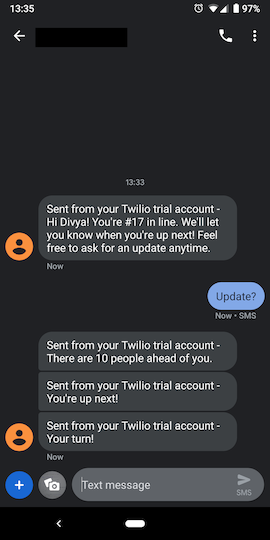 13:35
97%
13:33
Sent from your Twilio trial account -
Hi Divya! You're #17 in line. We'll let
you know when you're up next! Feel
free to ask for an update anytime.
Now
Update?
Now • SMS
Sent from your Twilio trial account -
There are 10 people ahead of you.
Sent from your Twilio trial account -
You're up next!
Sent from your Twilio trial account -
Your turn!
Now
Text message
SMS